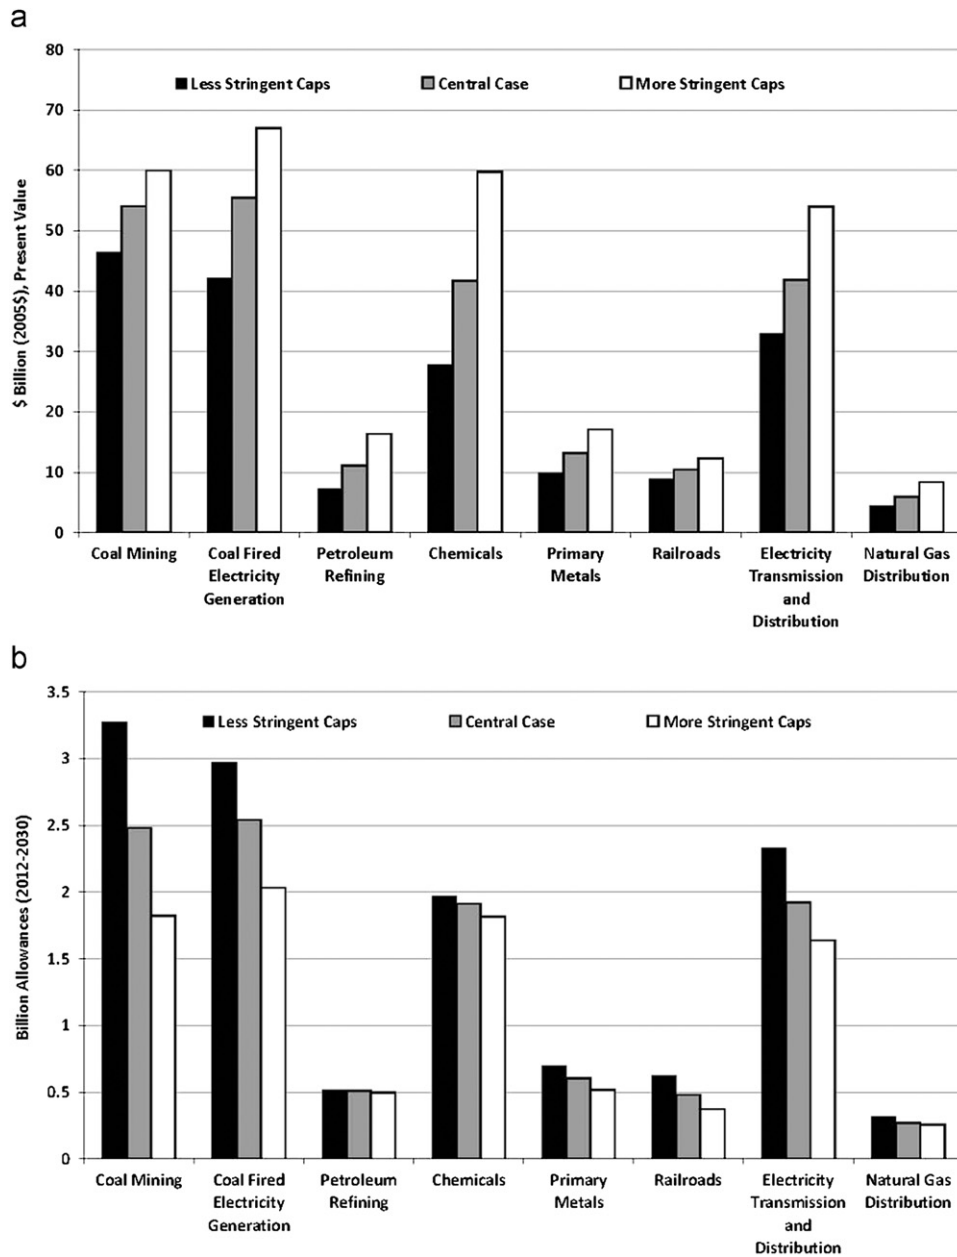 a
80
Less Stringent Caps Central Case More Stringent Caps
70
60
50
40
30
20
10
0
$ Billion (2005$), Present Value
Coal Mining Coal Fired Petroleum Chemicals Primary Railroads Electricity Natural Gas
Electricity Refining Metals Transmission Distribution
Generation and
Distribution
b
3.5
Less Stringent Caps Central Case More Stringent Caps
3
2.5
2
1.5
1
0.5
0
Billion Allowances (2012-2030)
Coal Mining Coal Fired Petroleum Chemicals Primary Railroads Electricity Natural Gas
Electricity Refining Metals Transmission Distribution
Generation and
Distribution